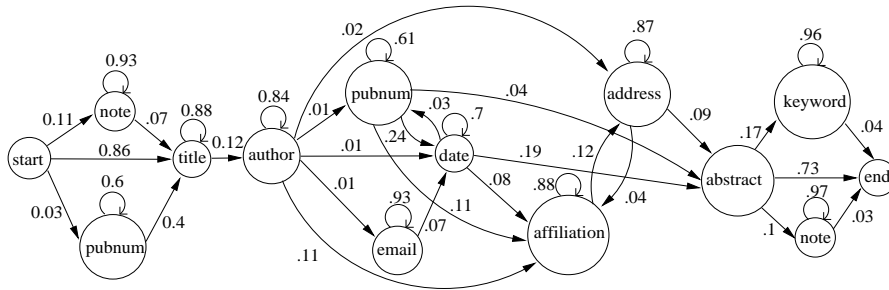 .02
.87
.96
0.93
.61
note
pubnum
address
keyword
0.11
.07
0.88
0.84
.01
.03
.7
.04
.09
.17
.04
.24
start
0.86
title
0.12
author
.01
date
.19
.12
abstract
.73
end
0.03
0.6
0.4
.01
.93
.08
.88
.04
.97
pubnum
email
.07
.11
affiliation
.1
note
.03
.11